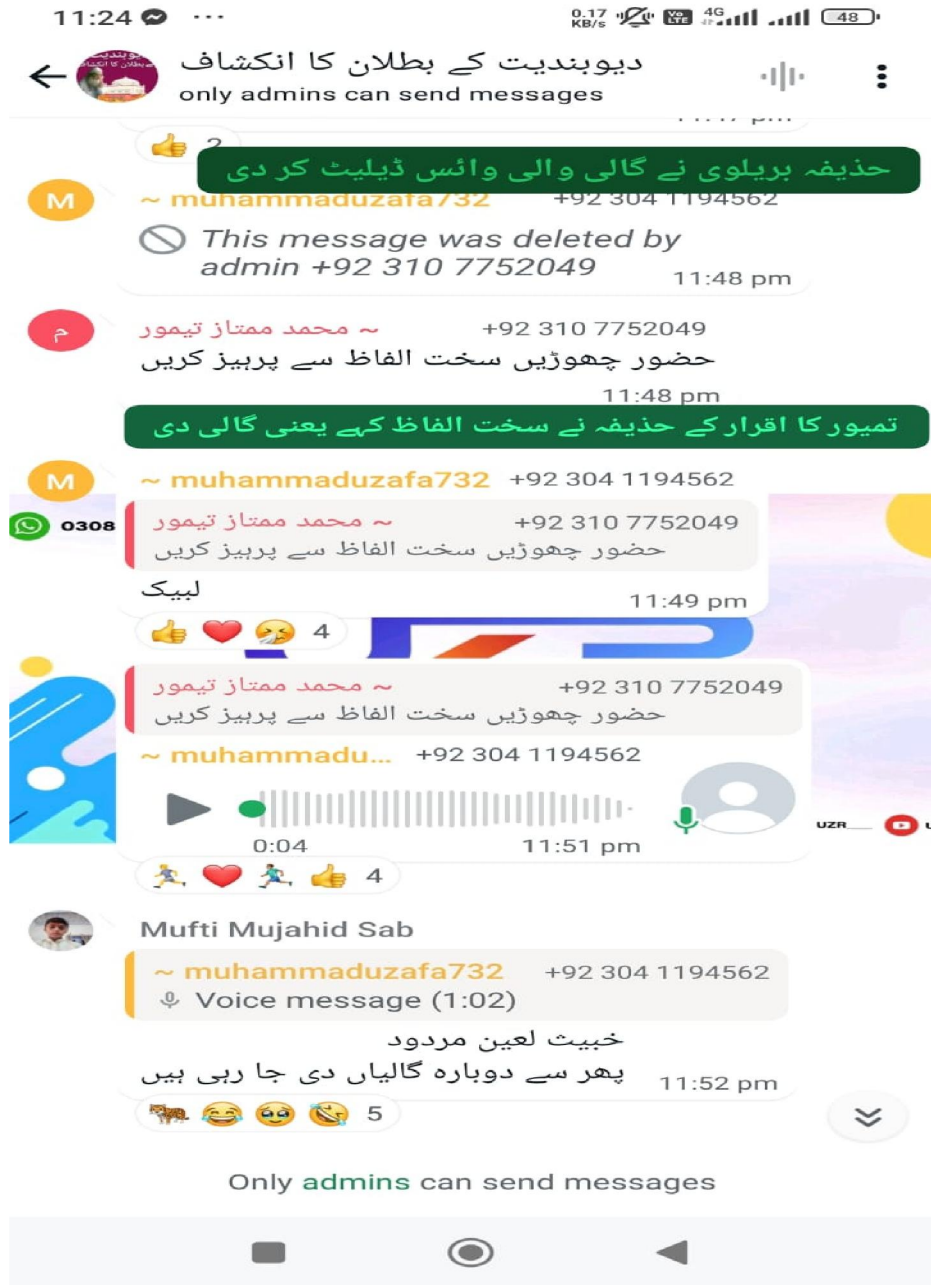 11:24 ...
0.17 KB/s Vo LTE 4G 48
دیوبندیت کے بطلان کا انکشاف
only admins can send messages
👍 2
حذیفہ بریلوی نے گالی والی وائس ڈیلیٹ کر دی
M
~ muhammaduzafa732 +92 304 1194562
This message was deleted by
admin +92 310 7752049 11:48 pm
م
~ محمد ممتاز تیمور +92 310 7752049
حضور چھوڑیں سخت الفاظ سے پرہیز کریں
11:48 pm
تمیور کا اقرار کے حذیفہ نے سخت الفاظ کہے یعنی گالی دی
M
~ muhammaduzafa732 +92 304 1194562
0308
~ محمد ممتاز تیمور +92 310 7752049
حضور چھوڑیں سخت الفاظ سے پرہیز کریں
لبیک
11:49 pm
👍 ❤️ 🤧 4
~ محمد ممتاز تیمور +92 310 7752049
حضور چھوڑیں سخت الفاظ سے پرہیز کریں
~ muhammadu... +92 304 1194562
UZR___
0:04 11:51 pm
4
Mufti Mujahid Sab
~ muhammaduzafa732 +92 304 1194562
Voice message (1:02)
خبیث لعین مردود
پھر سے دوبارہ گالیاں دی جا رہی ہیں
11:52 pm
🐅 😂 🥹 🤣 5
Only admins can send messages